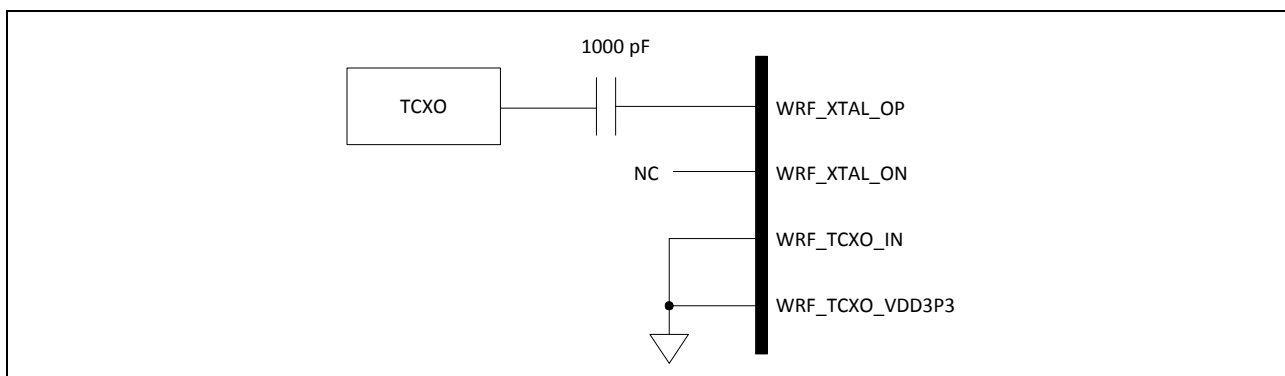 1000 pF
TCXO
WRF_XTAL_OP
NC
WRF_XTAL_ON
WRF_TCXO_IN
WRF_TCXO_VDD3P3